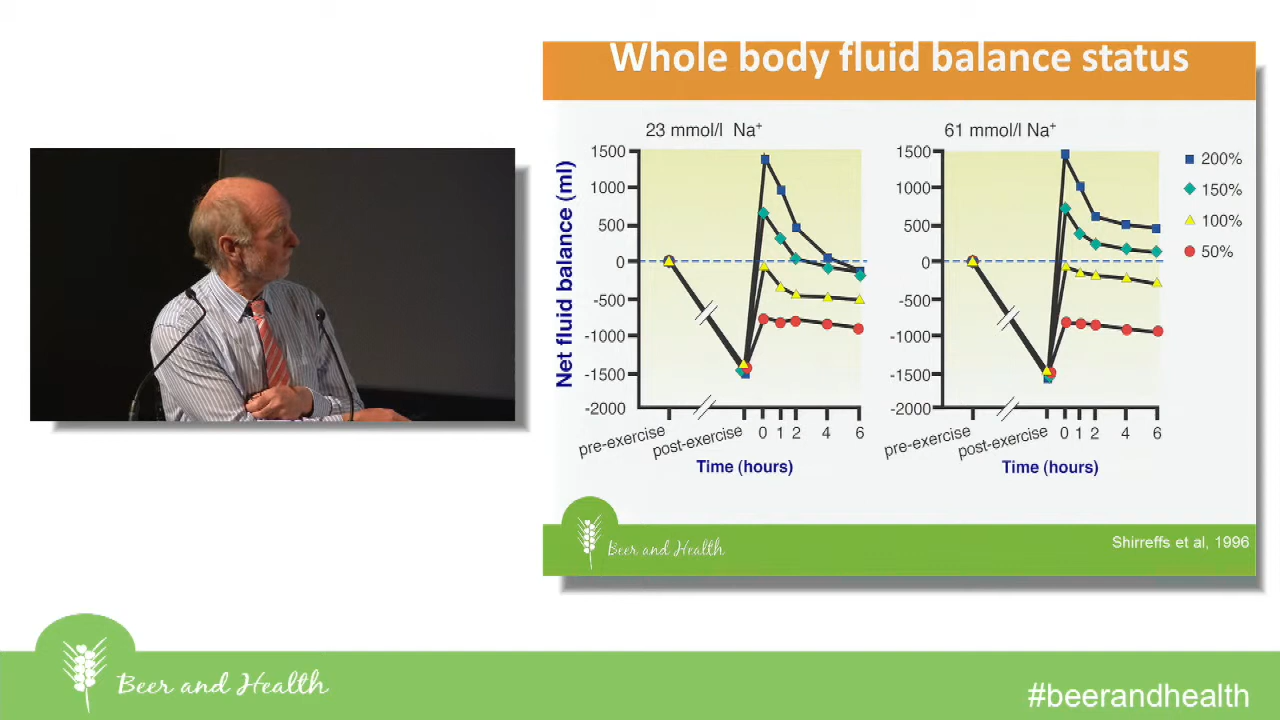 Whole body fluid balance status
23 mmol/l Na⁺
61 mmol/l Na⁺
Net fluid balance (ml)
1500
1000
500
0
-500
-1000
-1500
-2000
pre-exercise
post-exercise
0 1 2 4 6
Time (hours)
1500
1000
500
0
-500
-1000
-1500
-2000
pre-exercise
post-exercise
0 1 2 4 6
Time (hours)
200%
150%
100%
50%
Beer and Health
Shirreffs et al, 1996
Beer and Health
#beerandhealth